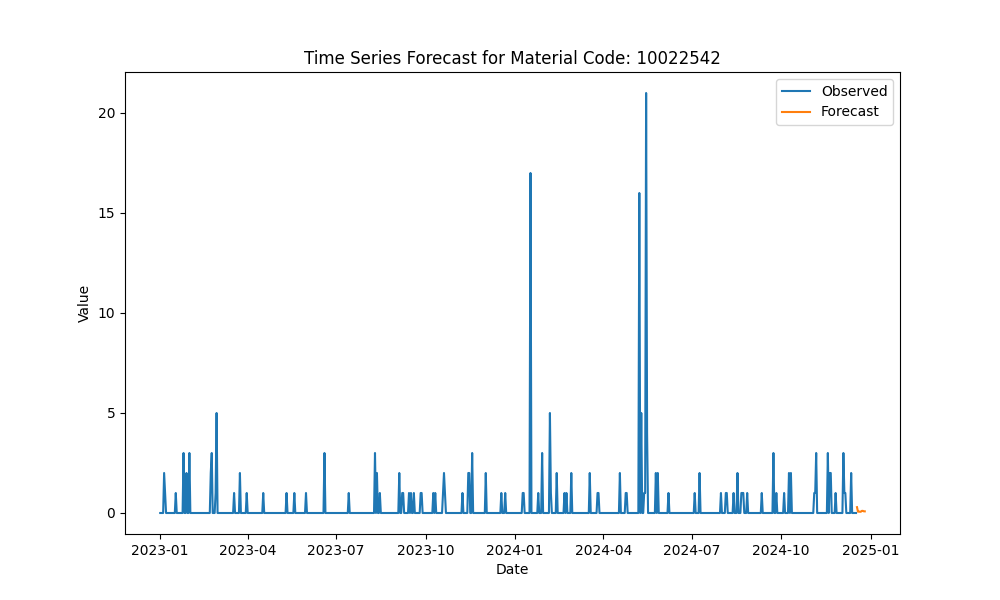 Time Series Forecast for Material Code: 10022542
Observed
Forecast
Value
20
15
10
5
0
2023-01
2023-04
2023-07
2023-10
2024-01
2024-04
2024-07
2024-10
2025-01
Date